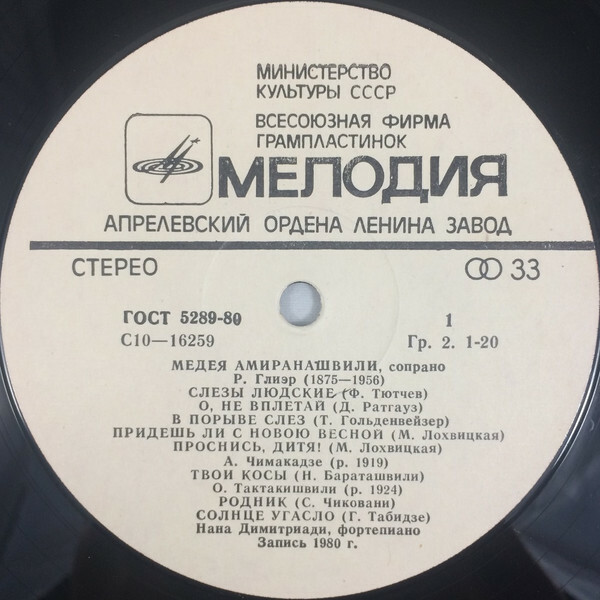 МИНИСТЕРСТВО
КУЛЬТУРЫ СССР
ВСЕСОЮЗНАЯ ФИРМА
ГРАМПЛАСТИНОК
МЕЛОДИЯ
АПРЕЛЕВСКИЙ ОРДЕНА ЛЕНИНА ЗАВОД
СТЕРЕО 33
ГОСТ 5289-80 1
С10—16259 Гр. 2. 1-20
МЕДЕЯ АМИРАНАШВИЛИ, сопрано
Р. Глиэр (1875—1956)
СЛЕЗЫ ЛЮДСКИЕ (Ф. Тютчев)
О, НЕ ВПЛЕТАЙ (Д. Ратгауз)
В ПОРЫВЕ СЛЕЗ (Т. Гольденвейзер)
ПРИДЕШЬ ЛИ С НОВОЮ ВЕСНОЙ (М. Лохвицкая)
ПРОСНИСЬ, ДИТЯ! (М. Лохвицкая)
А. Чимакадзе (р. 1919)
ТВОИ КОСЫ (Н. Бараташвили)
О. Тактакишвили (р. 1924)
РОДНИК (С. Чиковани)
СОЛНЦЕ УГАСЛО (Г. Табидзе)
Нана Димитриади, фортепиано
Запись 1980 г.